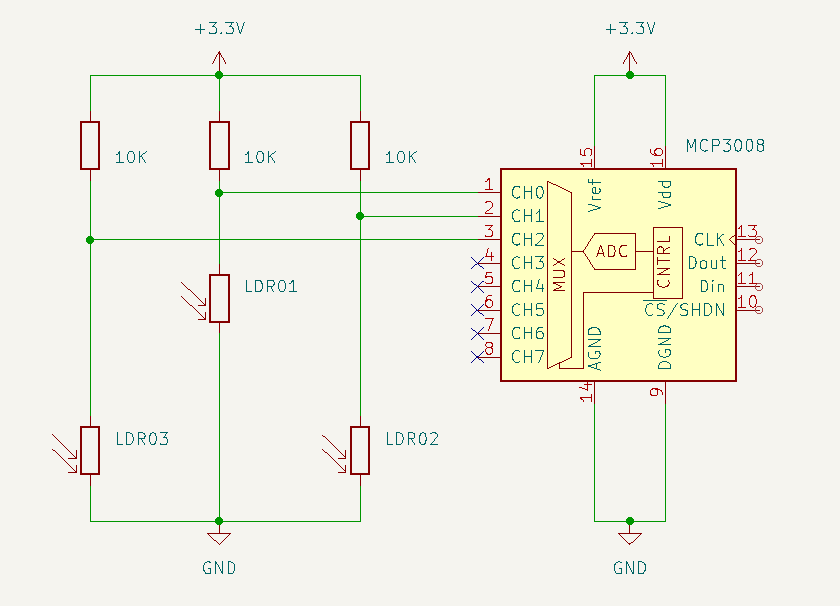 +3.3V
+3.3V
10K
10K
10K
MCP3008
15
16
Vref
Vdd
1
CH0
2
CH1
3
CH2
4
CH3
5
CH4
6
CH5
7
CH6
8
CH7
MUX
ADC
CNTRL
CLK
13
Dout
12
Din
11
CS/SHDN
10
AGND
DGND
14
9
LDR01
LDR03
LDR02
GND
GND